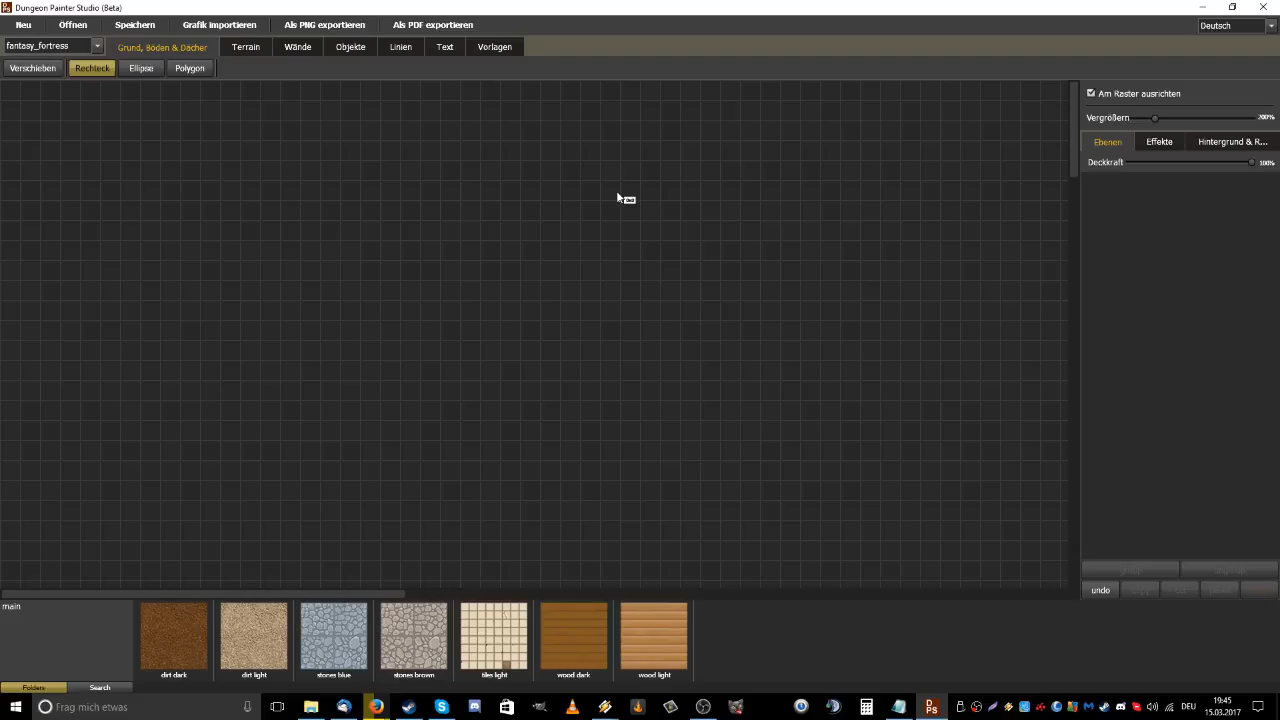 Dungeon Painter Studio (Beta)
Neu Öffnen Speichern Grafik importieren Als PNG exportieren Als PDF exportieren Deutsch
fantasy_fortress Grund, Böden & Dächer Terrain Wände Objekte Linien Text Vorlagen
Verschieben Rechteck Ellipse Polygon
Am Raster ausrichten
Vergrößern 200%
Ebenen Effekte Hintergrund & R...
Deckkraft 100%
undo
main
dirt dark dirt light stones blue stones brown tiles light wood dark wood light
Folders Search
Frag mich etwas DEU 19:45
15.03.2017